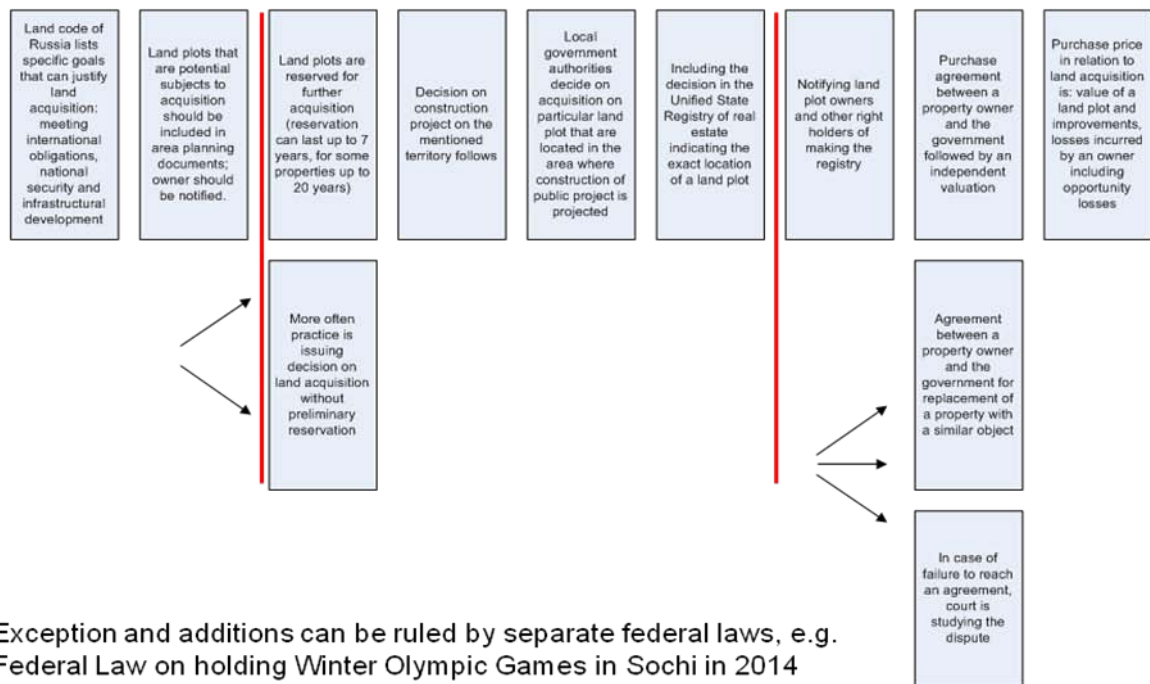 Land code of
Russia lists
specific goals
that can justify
land
acquisition:
meeting
international
obligations,
national
security and
infrastructural
development
Land plots that
are potential
subjects to
acquisition
should be
included in
area planning
documents;
owner should
be notified.
Land plots are
reserved for
further
acquisition
(reservation
can last up to 7
years, for some
properties up to
20 years)
Decision on
construction
project on the
mentioned
territory follows
Local
government
authorities
decide on
acquisition on
particular land
plot that are
located in the
area where
construction of
public project is
projected
Including the
decision in the
Unified State
Registry of real
estate
indicating the
exact location
of a land plot
Notifying land
plot owners
and other right
holders of
making the
registry
Purchase
agreement
between a
property owner
and the
government
followed by an
independent
valuation
Purchase price
in relation to
land acquisition
is: value of a
land plot and
improvements,
losses incurred
by an owner
including
opportunity
losses
More often
practice is
issuing
decision on
land acquisition
without
preliminary
reservation
Agreement
between a
property owner
and the
government for
replacement of
a property with
a similar object
In case of
failure to reach
an agreement,
court is
studying the
dispute
Exception and additions can be ruled by separate federal laws, e.g.
Federal Law on holding Winter Olympic Games in Sochi in 2014